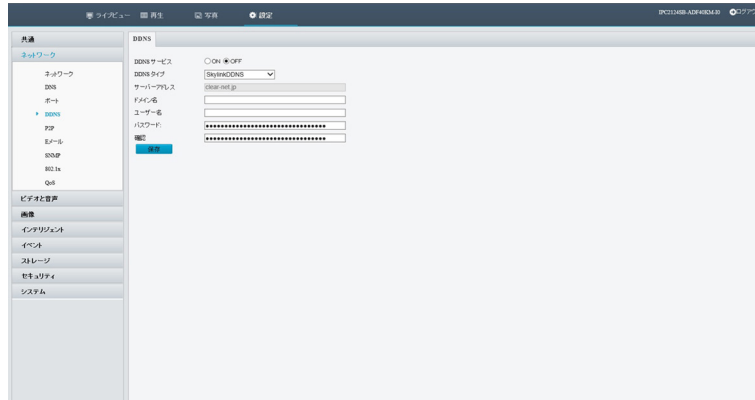 ライブビュー 再生 写真 設定 IPC2124SB-ADF40KM-I0 ログアウ
共通
ネットワーク
ネットワーク
DNS
ポート
DDNS
P2P
Eメール
SNMP
802.1x
QoS
ビデオと音声
画像
インテリジェント
イベント
ストレージ
セキュリティ
システム
DDNS
DDNSサービス ON OFF
DDNSタイプ SkylinkDDNS
サーバーアドレス clear-net.jp
ドメイン名
ユーザー名
パスワード:
確認
保存